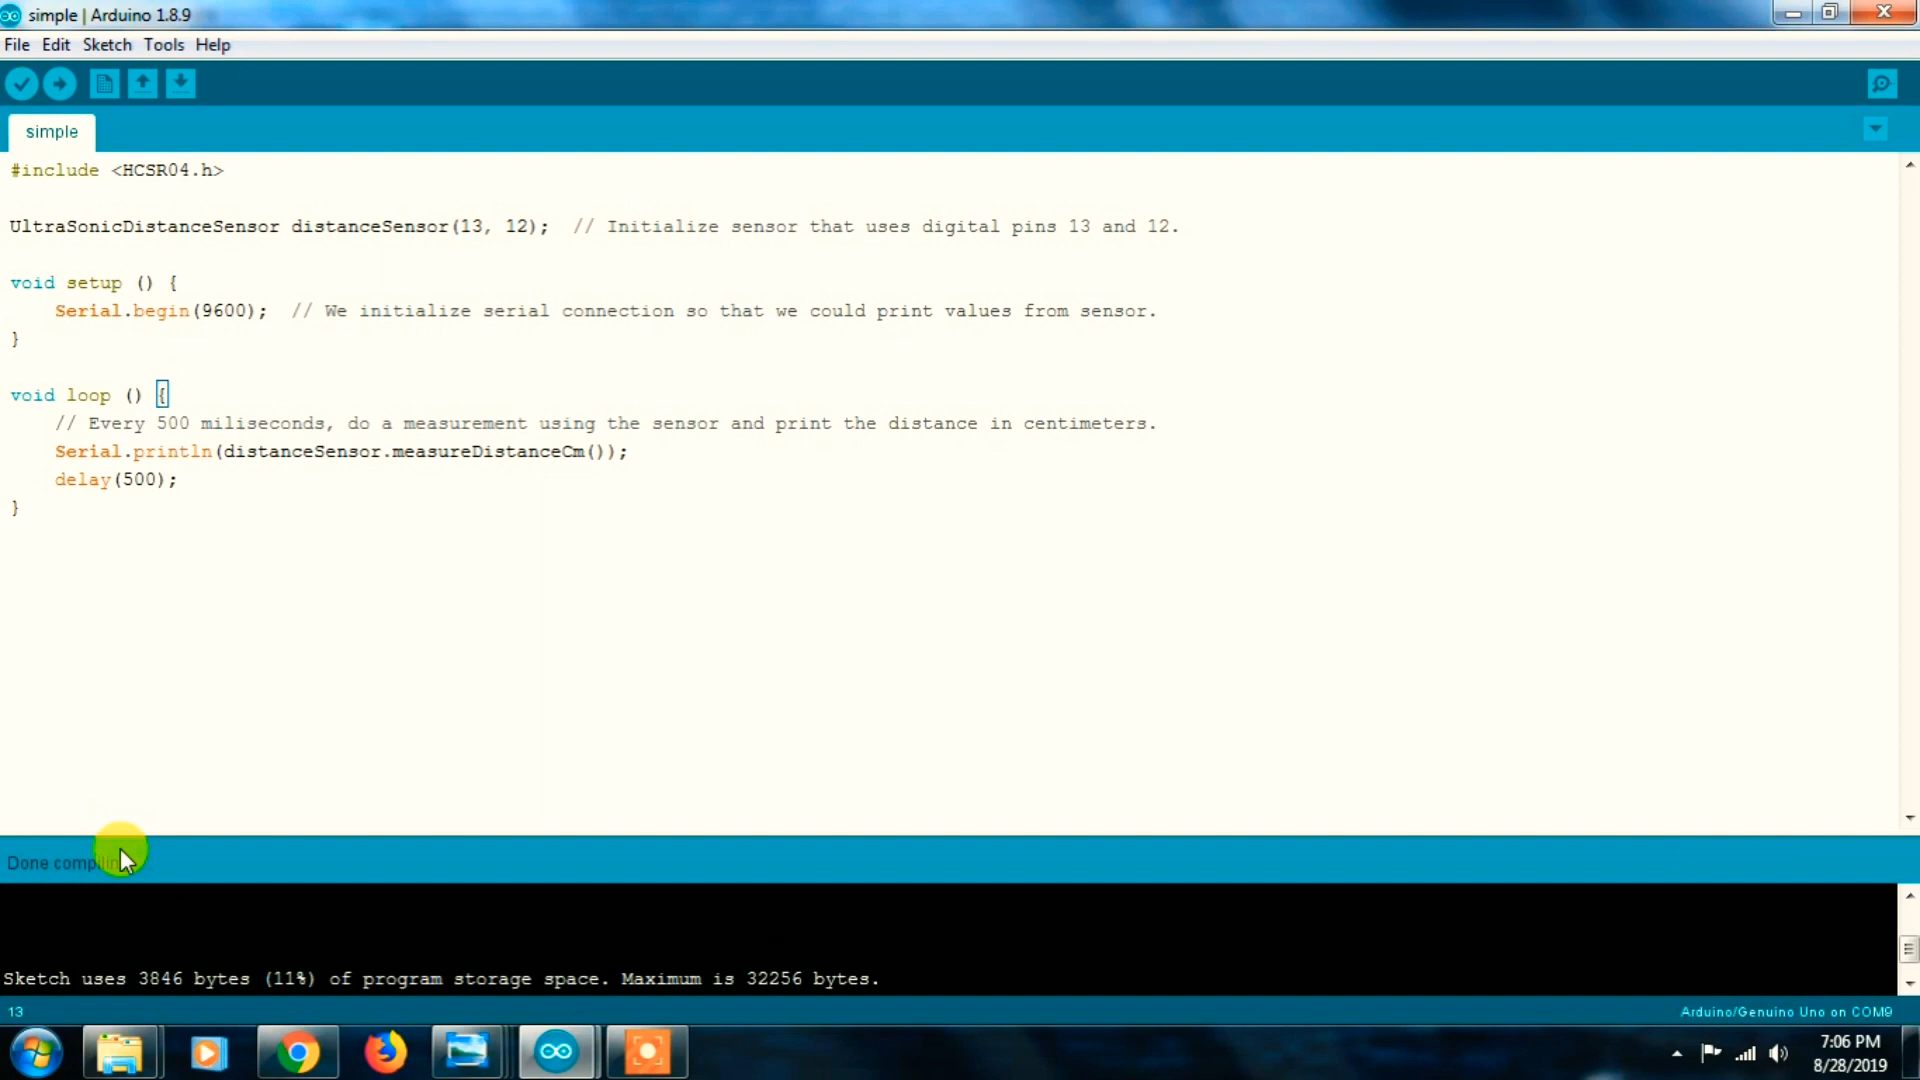 simple | Arduino 1.8.9
File Edit Sketch Tools Help
simple
#include <HCSR04.h>
UltraSonicDistanceSensor distanceSensor(13, 12);  // Initialize sensor that uses digital pins 13 and 12.
void setup () {
    Serial.begin(9600);  // We initialize serial connection so that we could print values from sensor.
}
void loop () {
    // Every 500 miliseconds, do a measurement using the sensor and print the distance in centimeters.
    Serial.println(distanceSensor.measureDistanceCm());
    delay(500);
}
Done compiling
Sketch uses 3846 bytes (11%) of program storage space. Maximum is 32256 bytes.
13
Arduino/Genuino Uno on COM9
7:06 PM
8/28/2019